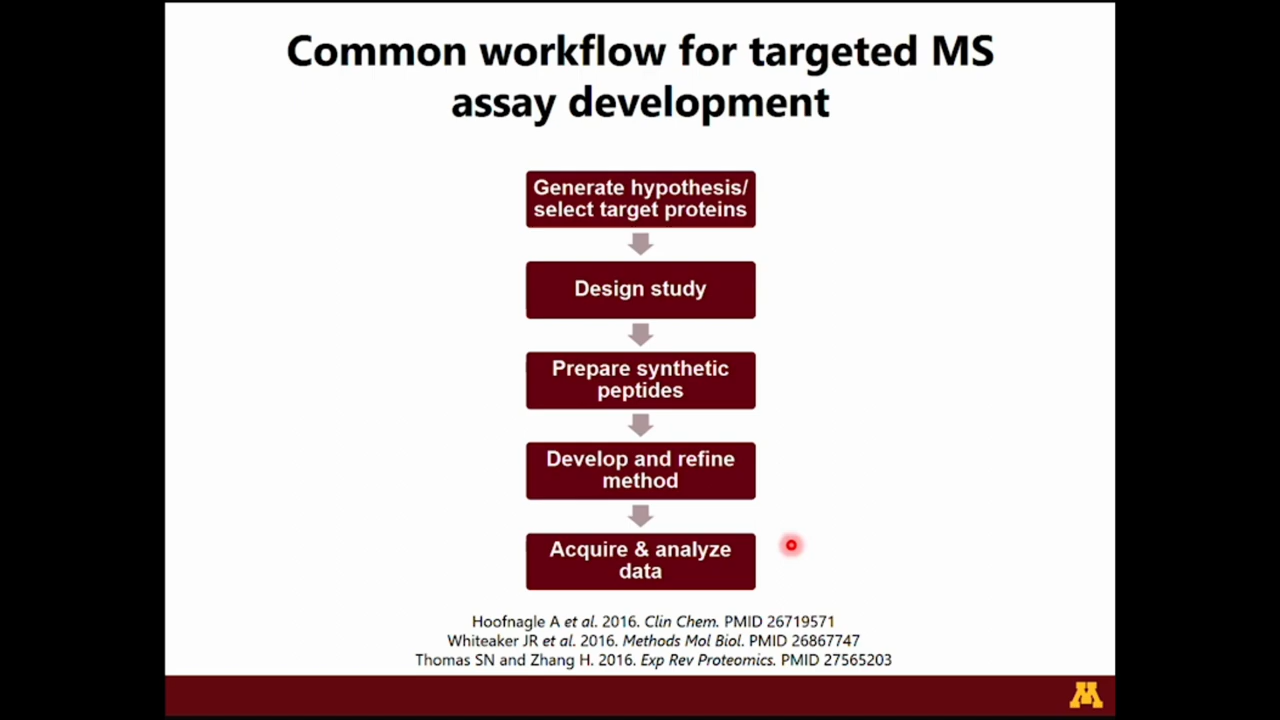 Common workflow for targeted MS
assay development
Generate hypothesis/
select target proteins
Design study
Prepare synthetic
peptides
Develop and refine
method
Acquire & analyze
data
Hoofnagle A et al. 2016. Clin Chem. PMID 26719571
Whiteaker JR et al. 2016. Methods Mol Biol. PMID 26867747
Thomas SN and Zhang H. 2016. Exp Rev Proteomics. PMID 27565203
M